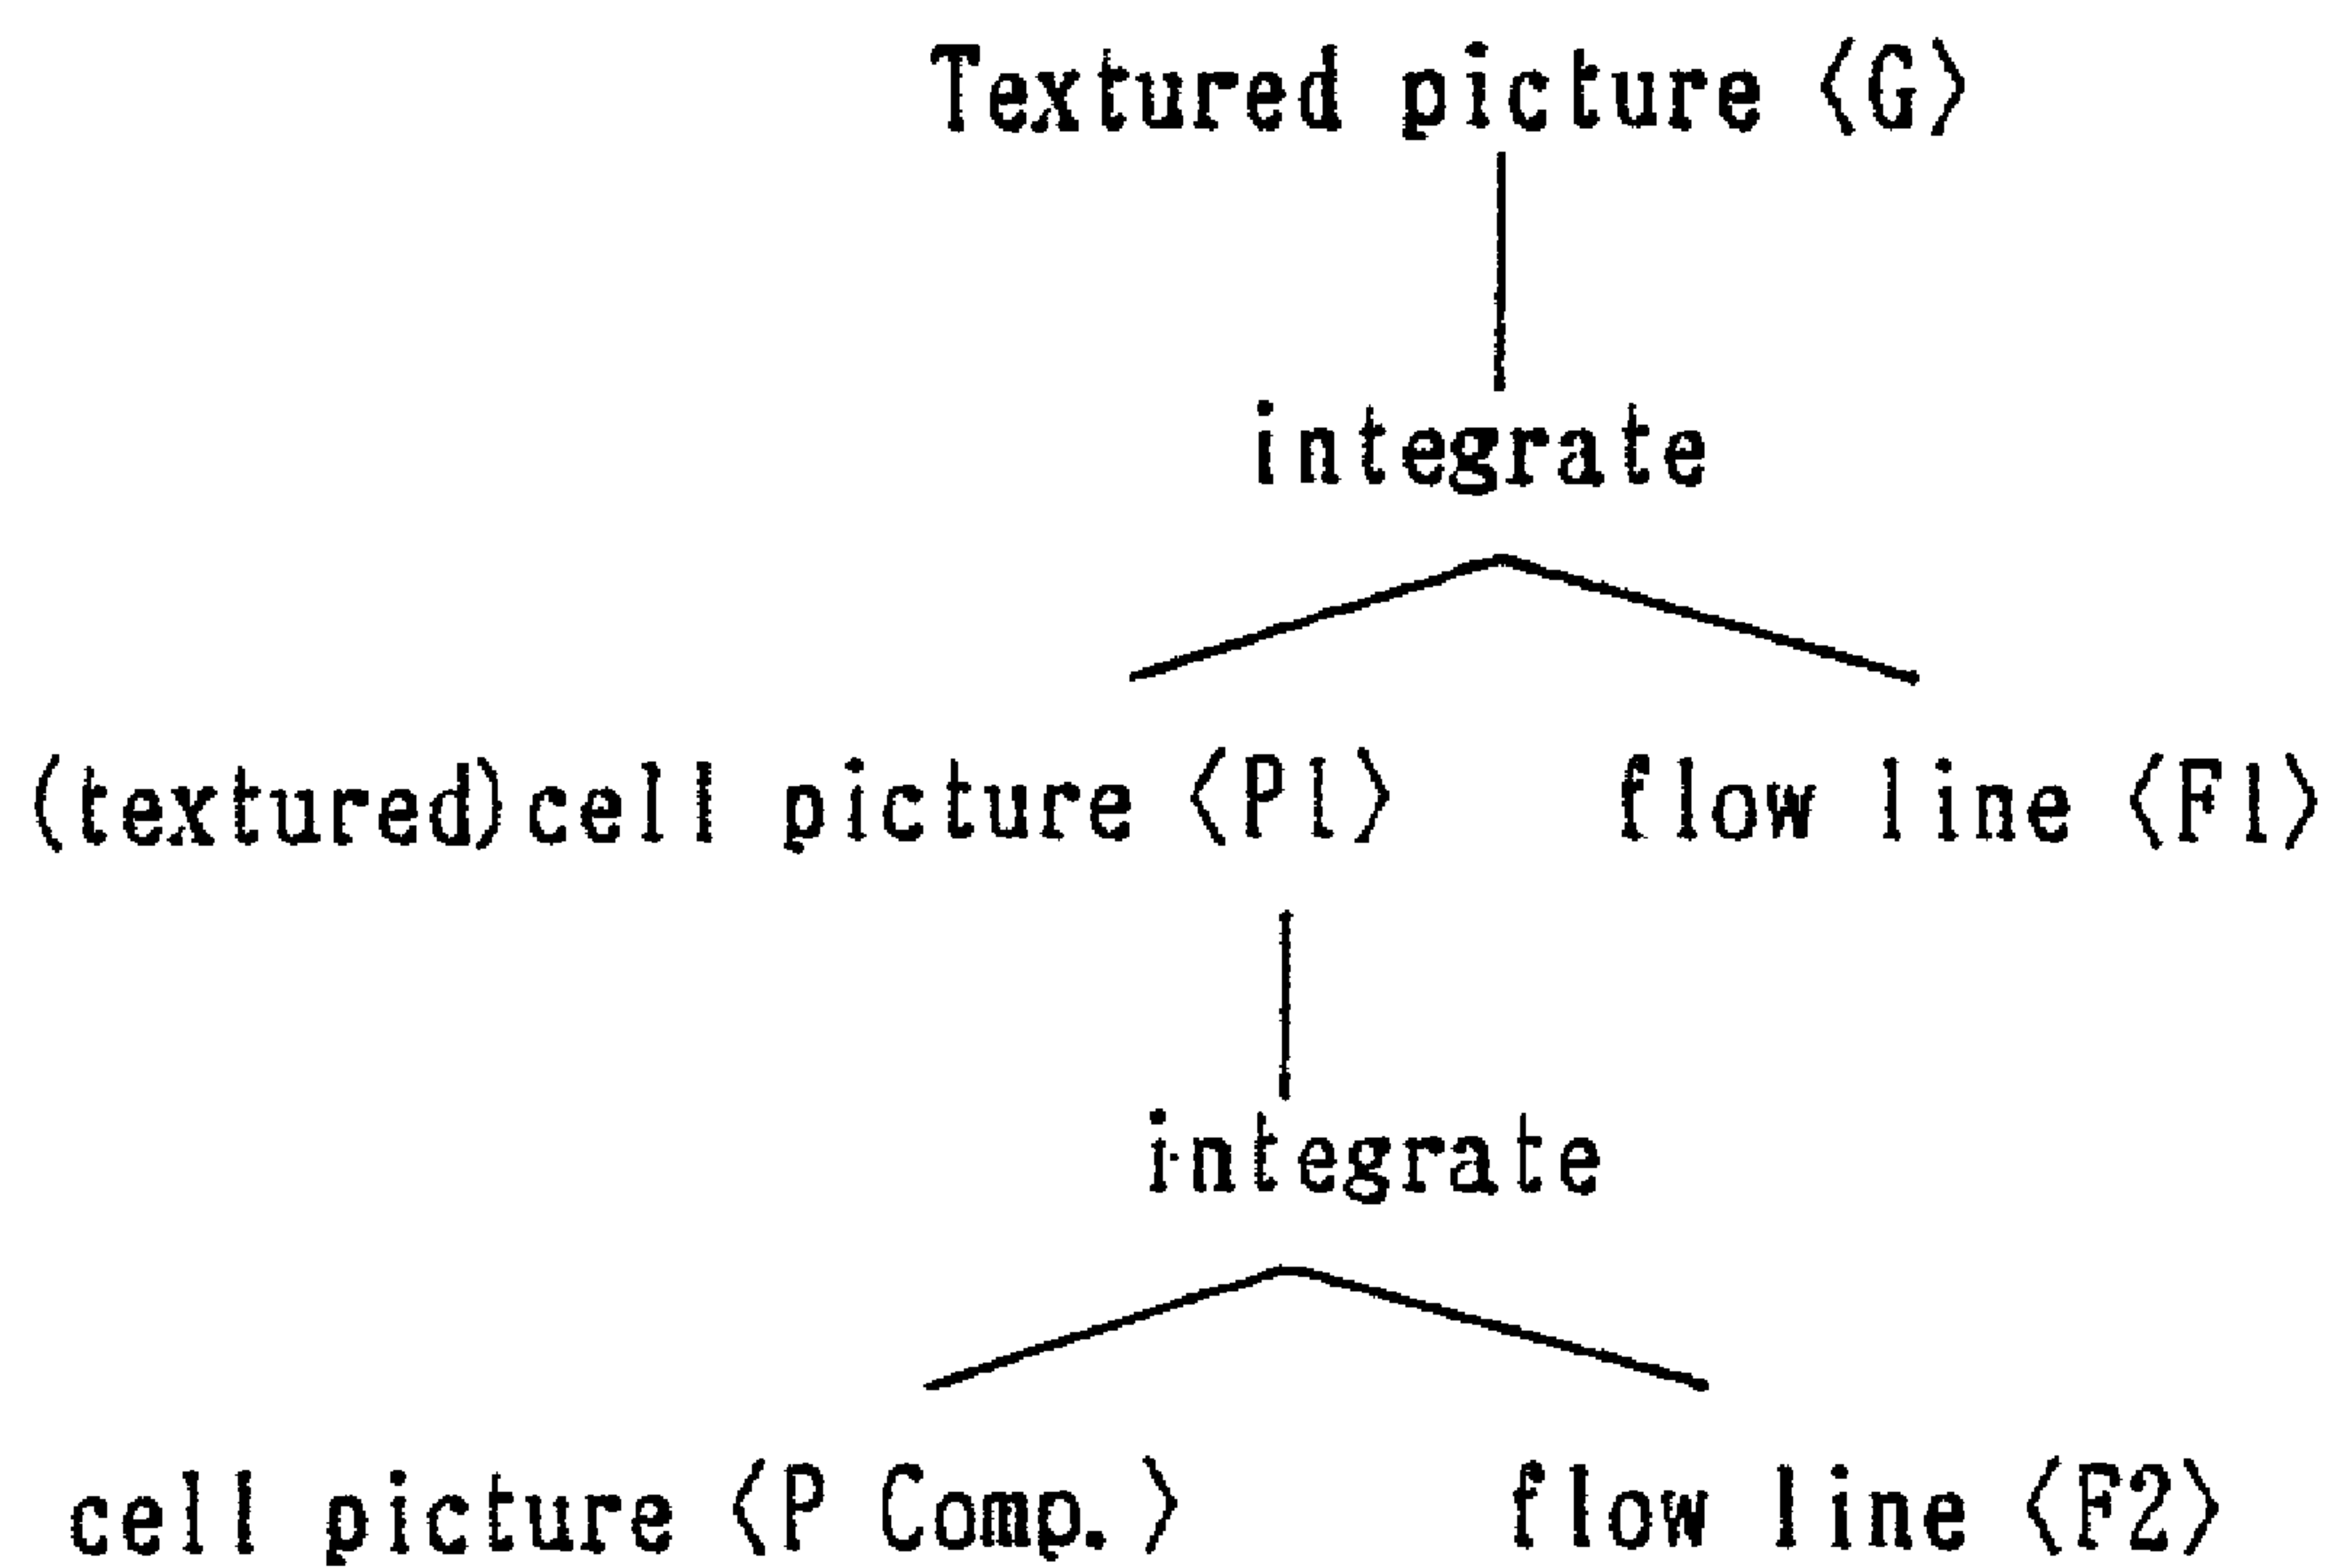 Textured picture ⟨G⟩
integrate
(textured)cell picture ⟨P1⟩ flow line ⟨F1⟩
integrate
cell picture ⟨P Comp. ⟩ flow line ⟨F2⟩